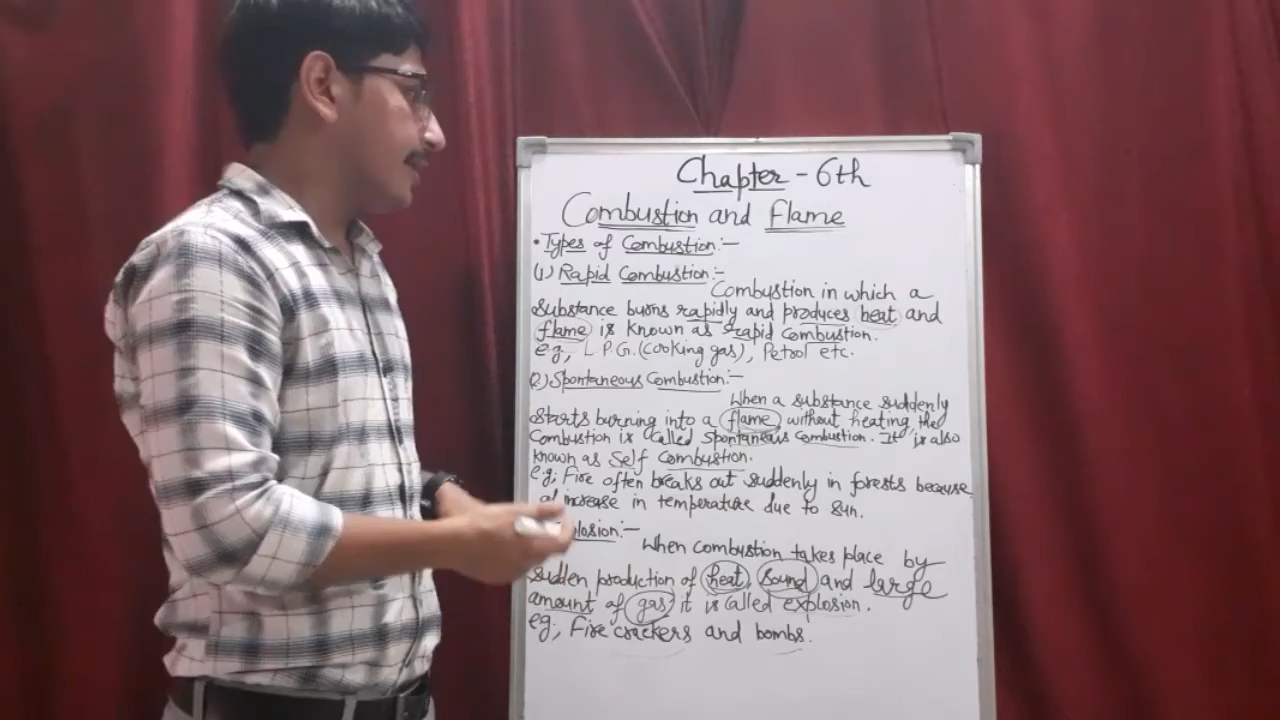 Chapter - 6th
Combustion and flame
• Types of Combustion:-
(1) Rapid Combustion:-
Combustion in which a
Substance burns rapidly and produces heat and
flame is known as rapid combustion.
e.g., L.P.G. (cooking gas), Petrol etc.
(2.) Spontaneous Combustion:-
When a substance suddenly
starts burning into a flame, without heating, the
Combustion is called spontaneous combustion. It is also
known as Self Combustion.
e.g; Fire often breaks out suddenly in forests because
of increase in temperature due to sun.
plosion:-
When combustion takes place by
sudden production of heat, sound and large
amount of gas, it is called explosion.
eg;, Fire crackers and bombs.